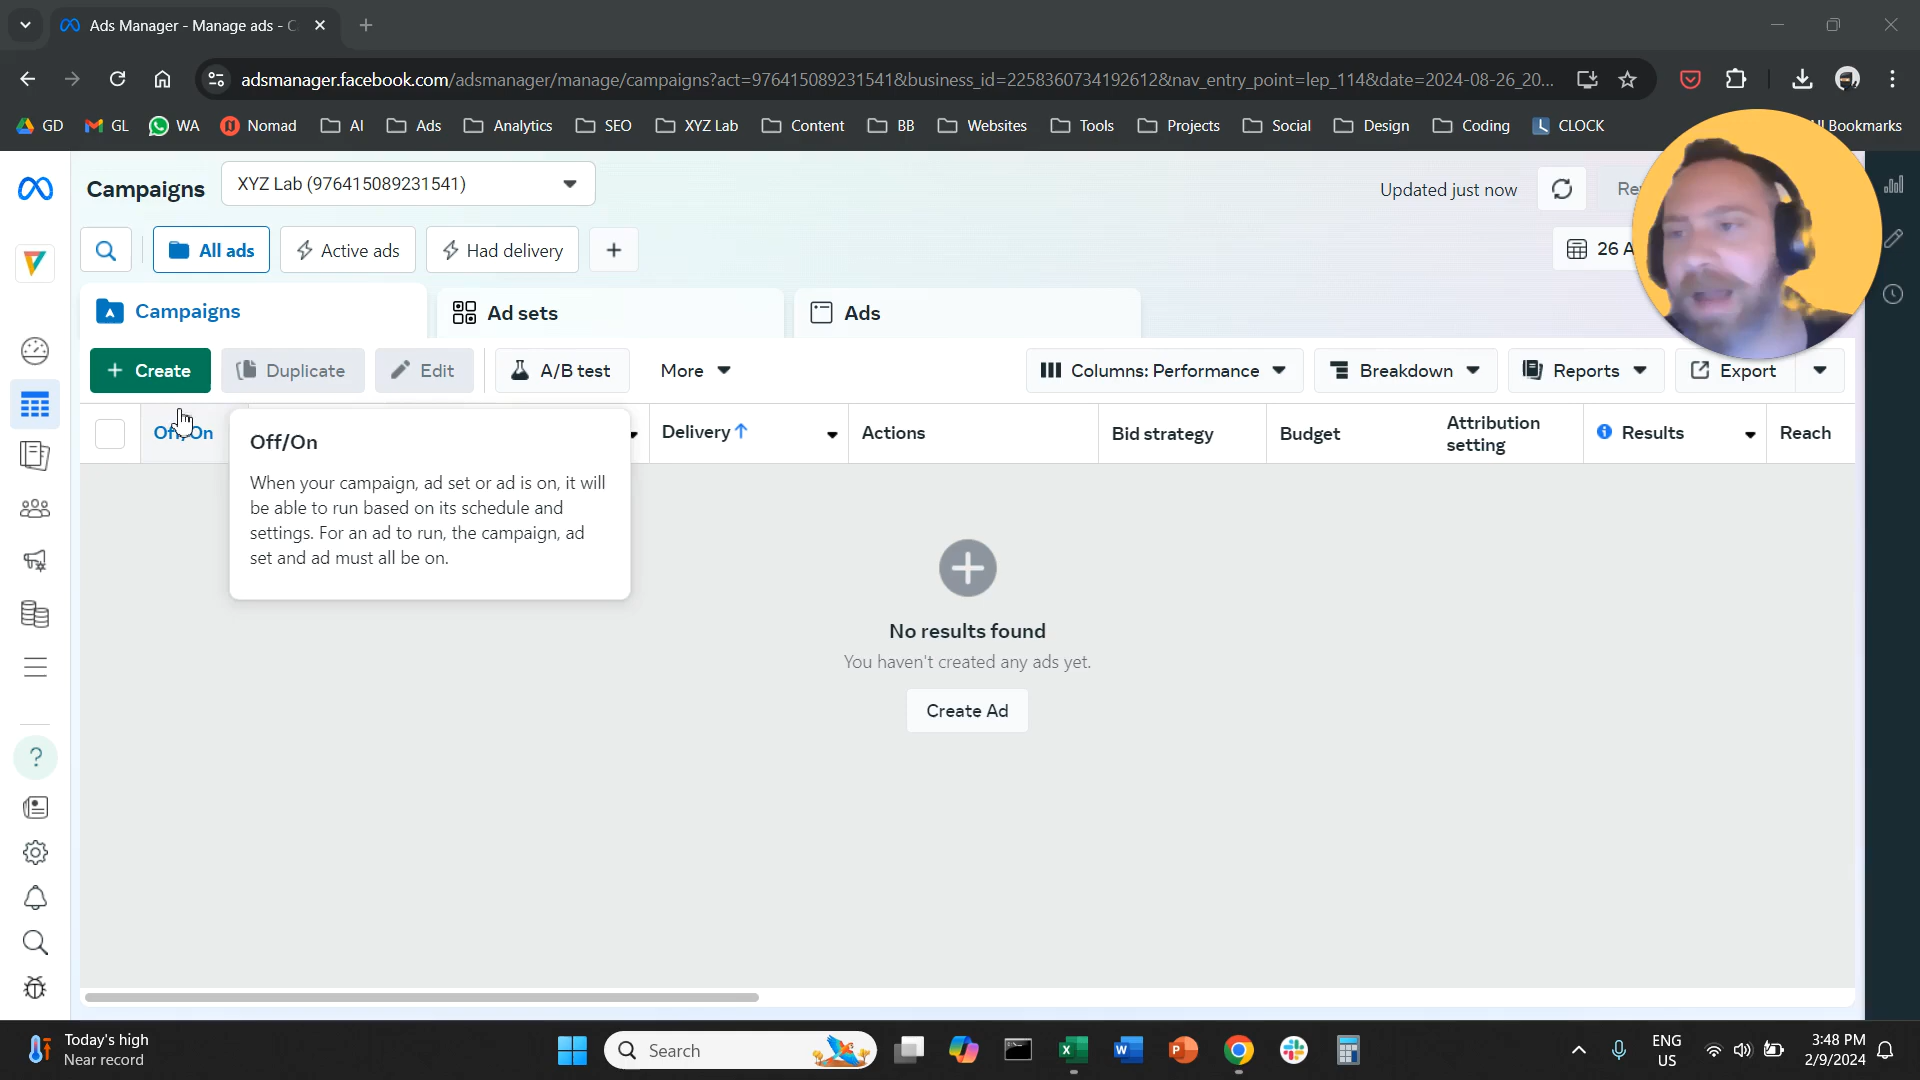 Ads Manager - Manage ads - C
adsmanager.facebook.com/adsmanager/manage/campaigns?act=976415089231541&business_id=2258360734192612&nav_entry_point=lep_114&date=2024-08-26_20...
GD GL WA Nomad AI Ads Analytics SEO XYZ Lab Content BB Websites Tools Projects Social Design Coding CLOCK Bookmarks
Campaigns XYZ Lab (976415089231541) Updated just now
All ads Active ads Had delivery 26 A
Campaigns Ad sets Ads
+ Create Duplicate Edit A/B test More Columns: Performance Breakdown Reports Export
Off/On Delivery↑ Actions Bid strategy Budget Attribution setting Results Reach
Off/On
When your campaign, ad set or ad is on, it will
be able to run based on its schedule and
settings. For an ad to run, the campaign, ad
set and ad must all be on.
No results found
You haven't created any ads yet.
Create Ad
Today's high
Near record
Search
ENG
US
3:48 PM
2/9/2024